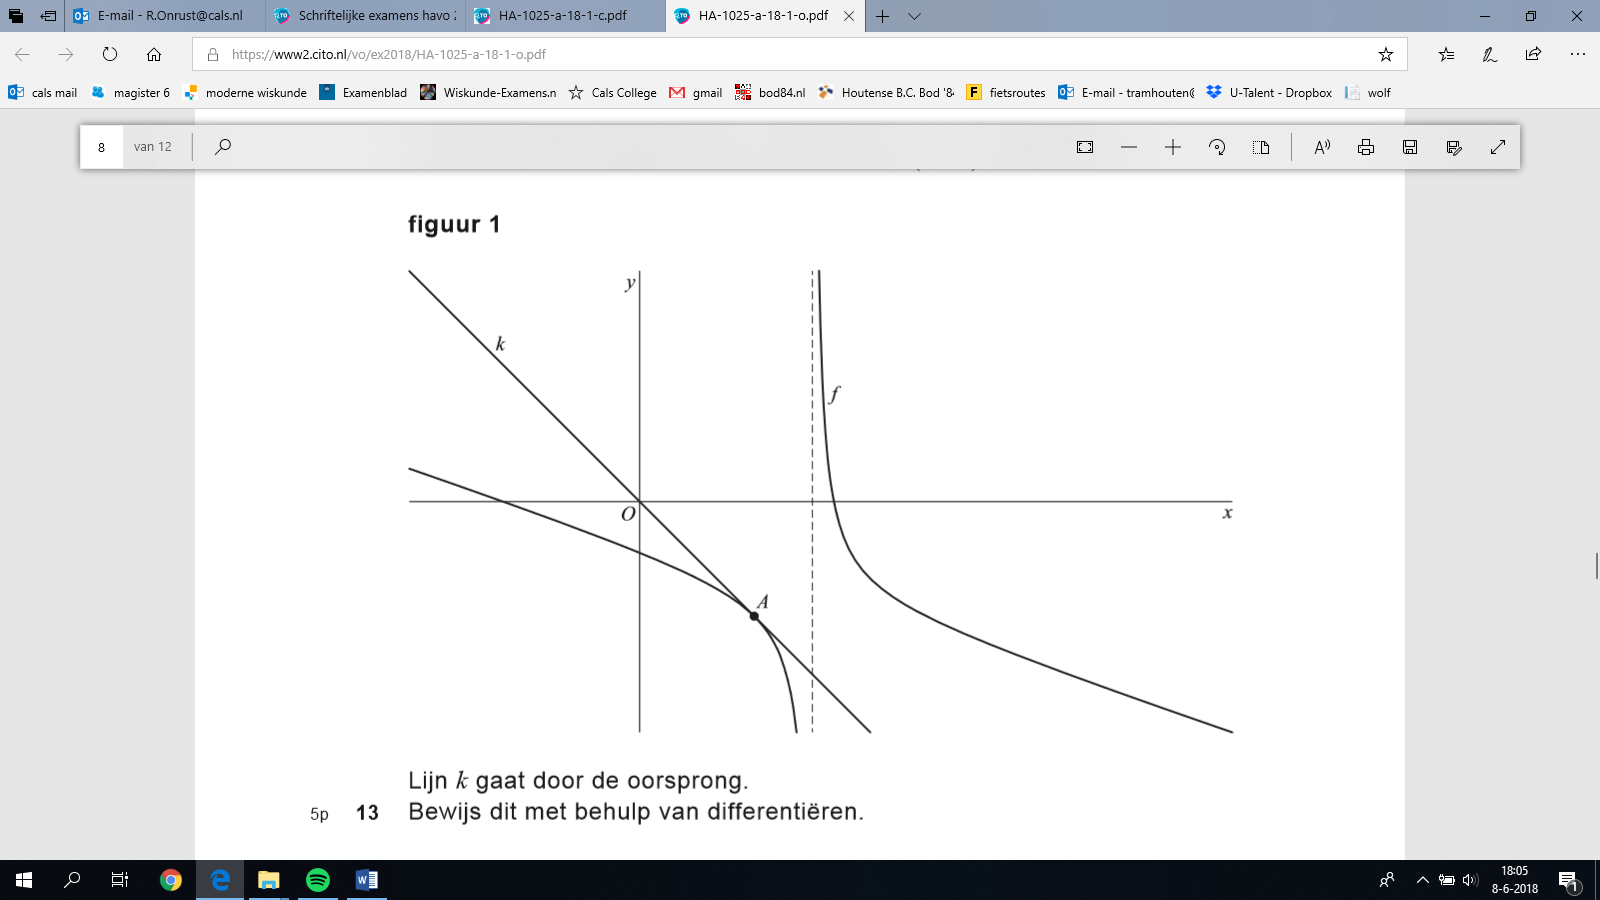 E-mail - R.Onrust@cals.nl
Schriftelijke examens havo 2
HA-1025-a-18-1-c.pdf
HA-1025-a-18-1-o.pdf
https://www2.cito.nl/vo/ex2018/HA-1025-a-18-1-o.pdf
cals mail
magister 6
moderne wiskunde
Examenblad
Wiskunde-Examens.n
Cals College
gmail
bod84.nl
Houtense B.C. Bod '84
fietsroutes
E-mail - tramhouten@
U-Talent - Dropbox
wolf
8 van 12
figuur 1
y
k
f
O
x
A
Lijn k gaat door de oorsprong.
5p 13 Bewijs dit met behulp van differentiëren.
18:05
8-6-2018
1